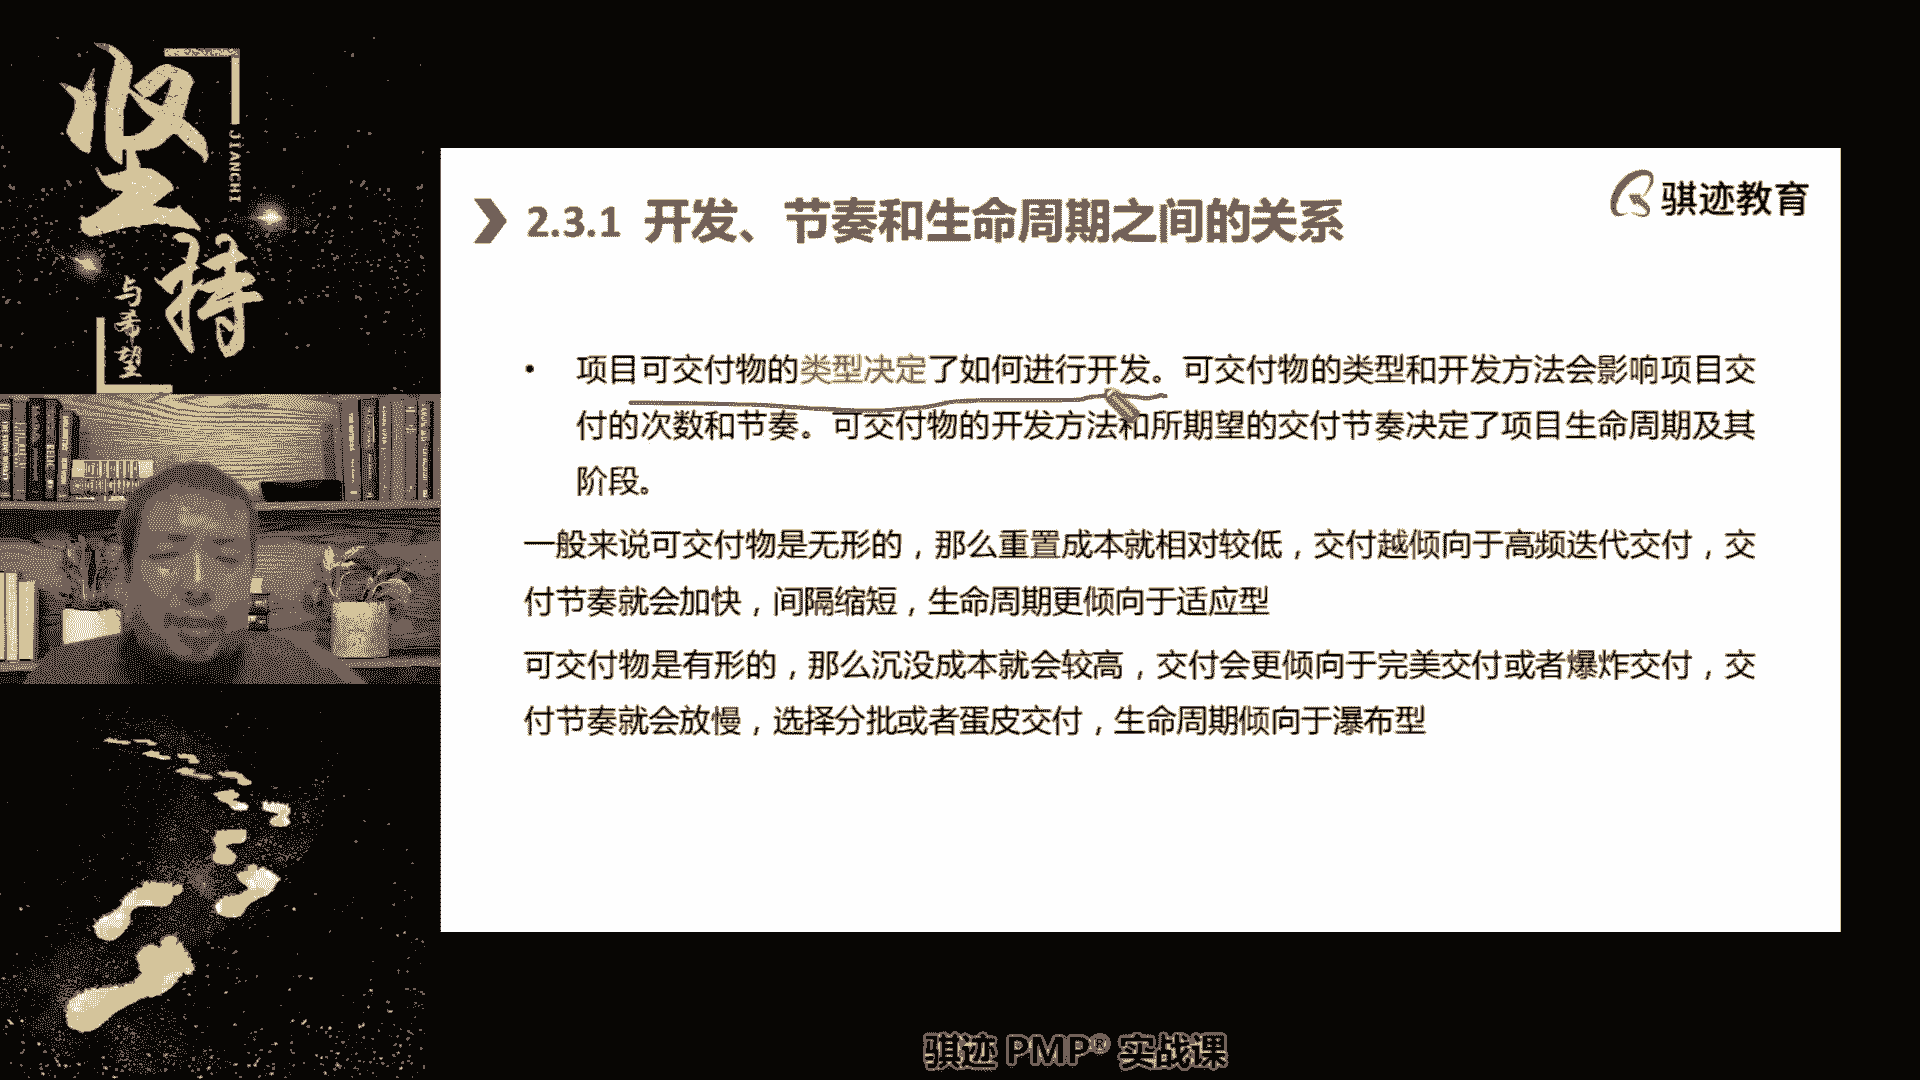 坚持
JIANCHI
与希望
2.3.1 开发、节奏和生命周期之间的关系
骐迹教育
• 项目可交付物的类型决定了如何进行开发。可交付物的类型和开发方法会影响项目交
付的次数和节奏。可交付物的开发方法和所期望的交付节奏决定了项目生命周期及其
阶段。
一般来说可交付物是无形的，那么重置成本就相对较低，交付越倾向于高频迭代交付，交
付节奏就会加快，间隔缩短，生命周期更倾向于适应型
可交付物是有形的，那么沉没成本就会较高，交付会更倾向于完美交付或者爆炸交付，交
付节奏就会放慢，选择分批或者蛋皮交付，生命周期倾向于瀑布型
骐迹 PMP® 实战课